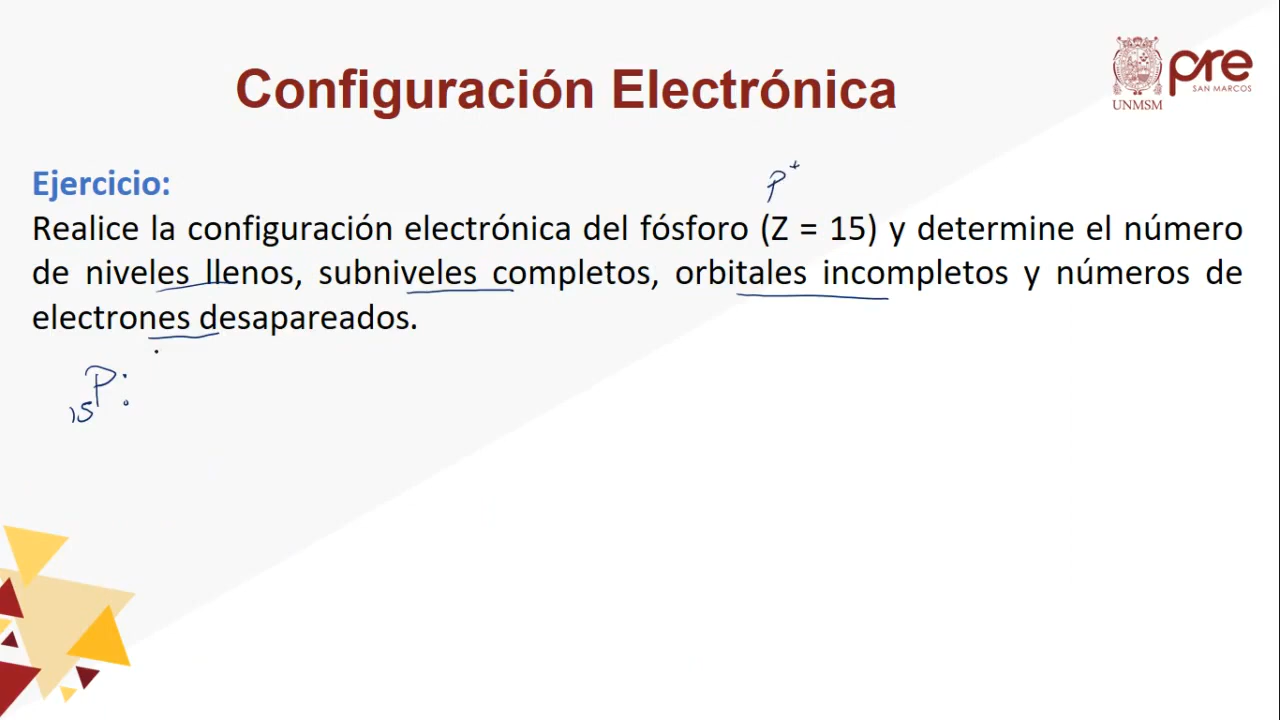 Configuración Electrónica
UNMSM
pre
SAN MARCOS
Ejercicio:
p+
Realice la configuración electrónica del fósforo (Z = 15) y determine el número
de niveles llenos, subniveles completos, orbitales incompletos y números de
electrones desapareados.
15P: